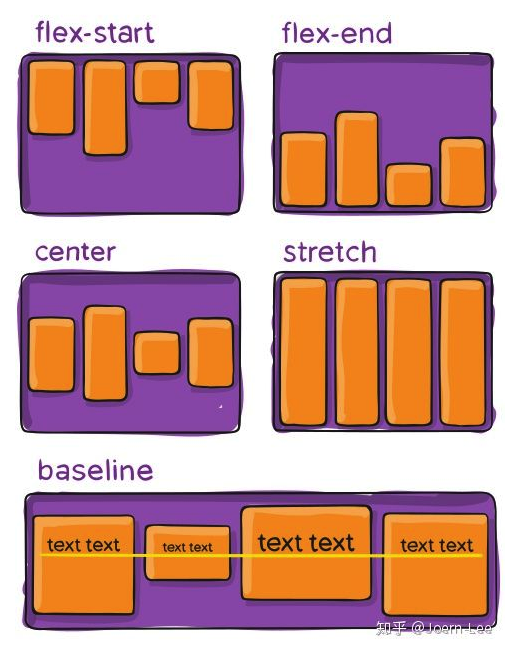 flex-start
flex-end
center
stretch
baseline
text text
text text
text text
text text
知乎 @Joern-Lee